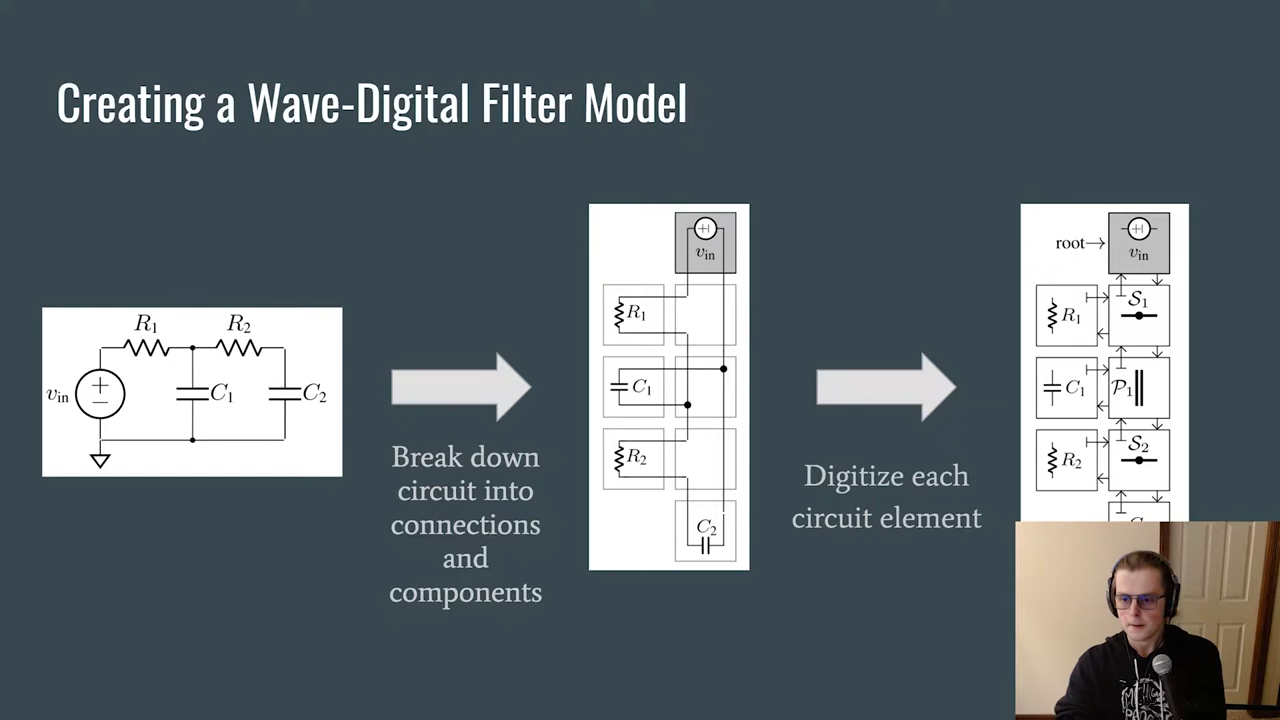 Creating a Wave-Digital Filter Model
R₁
R₂
vin
C₁
C₂
Break down
circuit into
connections
and
components
vin
R₁
C₁
R₂
C₂
Digitize each
circuit element
root
vin
R₁
S₁
C₁
P₁
R₂
S₂